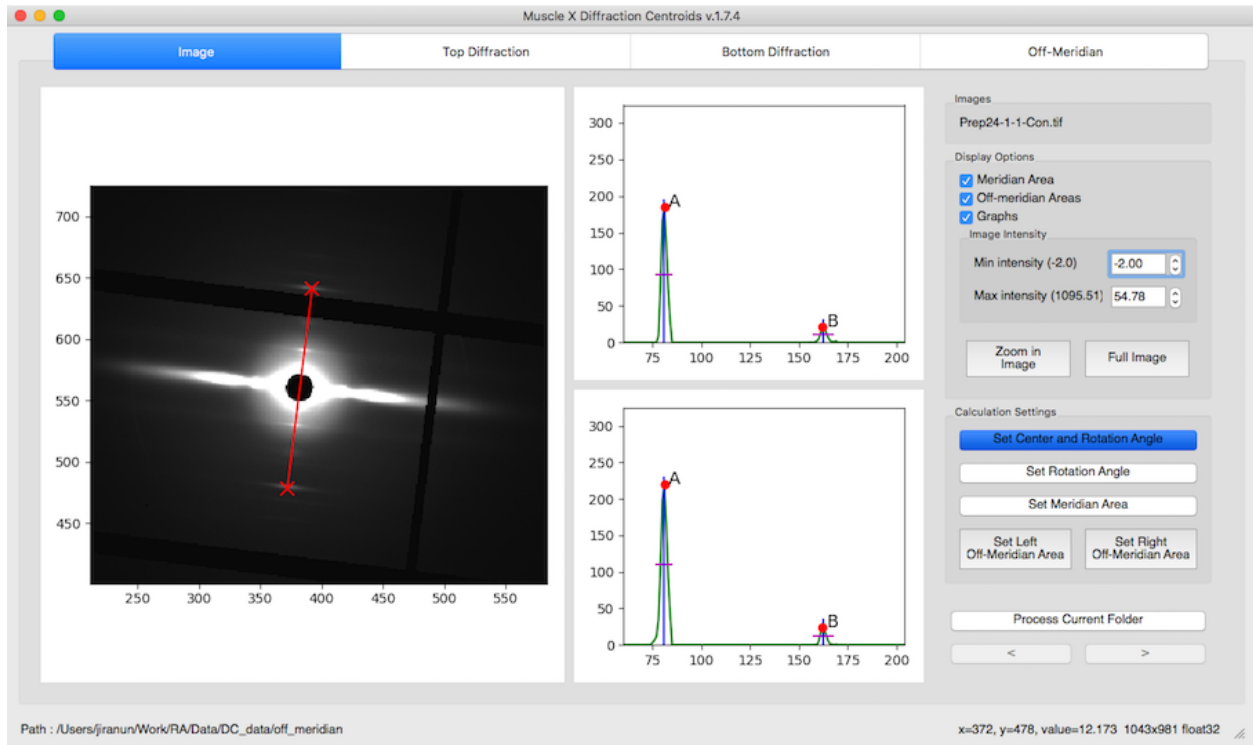 Muscle X Diffraction Centroids v.1.7.4
Image Top Diffraction Bottom Diffraction Off-Meridian
700
650
600
550
500
450
250 300 350 400 450 500 550
300
250
200
150
100
50
0
A
B
75 100 125 150 175 200
300
250
200
150
100
50
0
A
B
75 100 125 150 175 200
Images
Prep24-1-1-Con.tif
Display Options
Meridian Area
Off-meridian Areas
Graphs
Image Intensity
Min intensity (-2.0) -2.00
Max intensity (1095.51) 54.78
Zoom in
Image
Full Image
Calculation Settings
Set Center and Rotation Angle
Set Rotation Angle
Set Meridian Area
Set Left
Off-Meridian Area
Set Right
Off-Meridian Area
Process Current Folder
< >
Path : /Users/jiranun/Work/RA/Data/DC_data/off_meridian
x=372, y=478, value=12.173 1043x981 float32